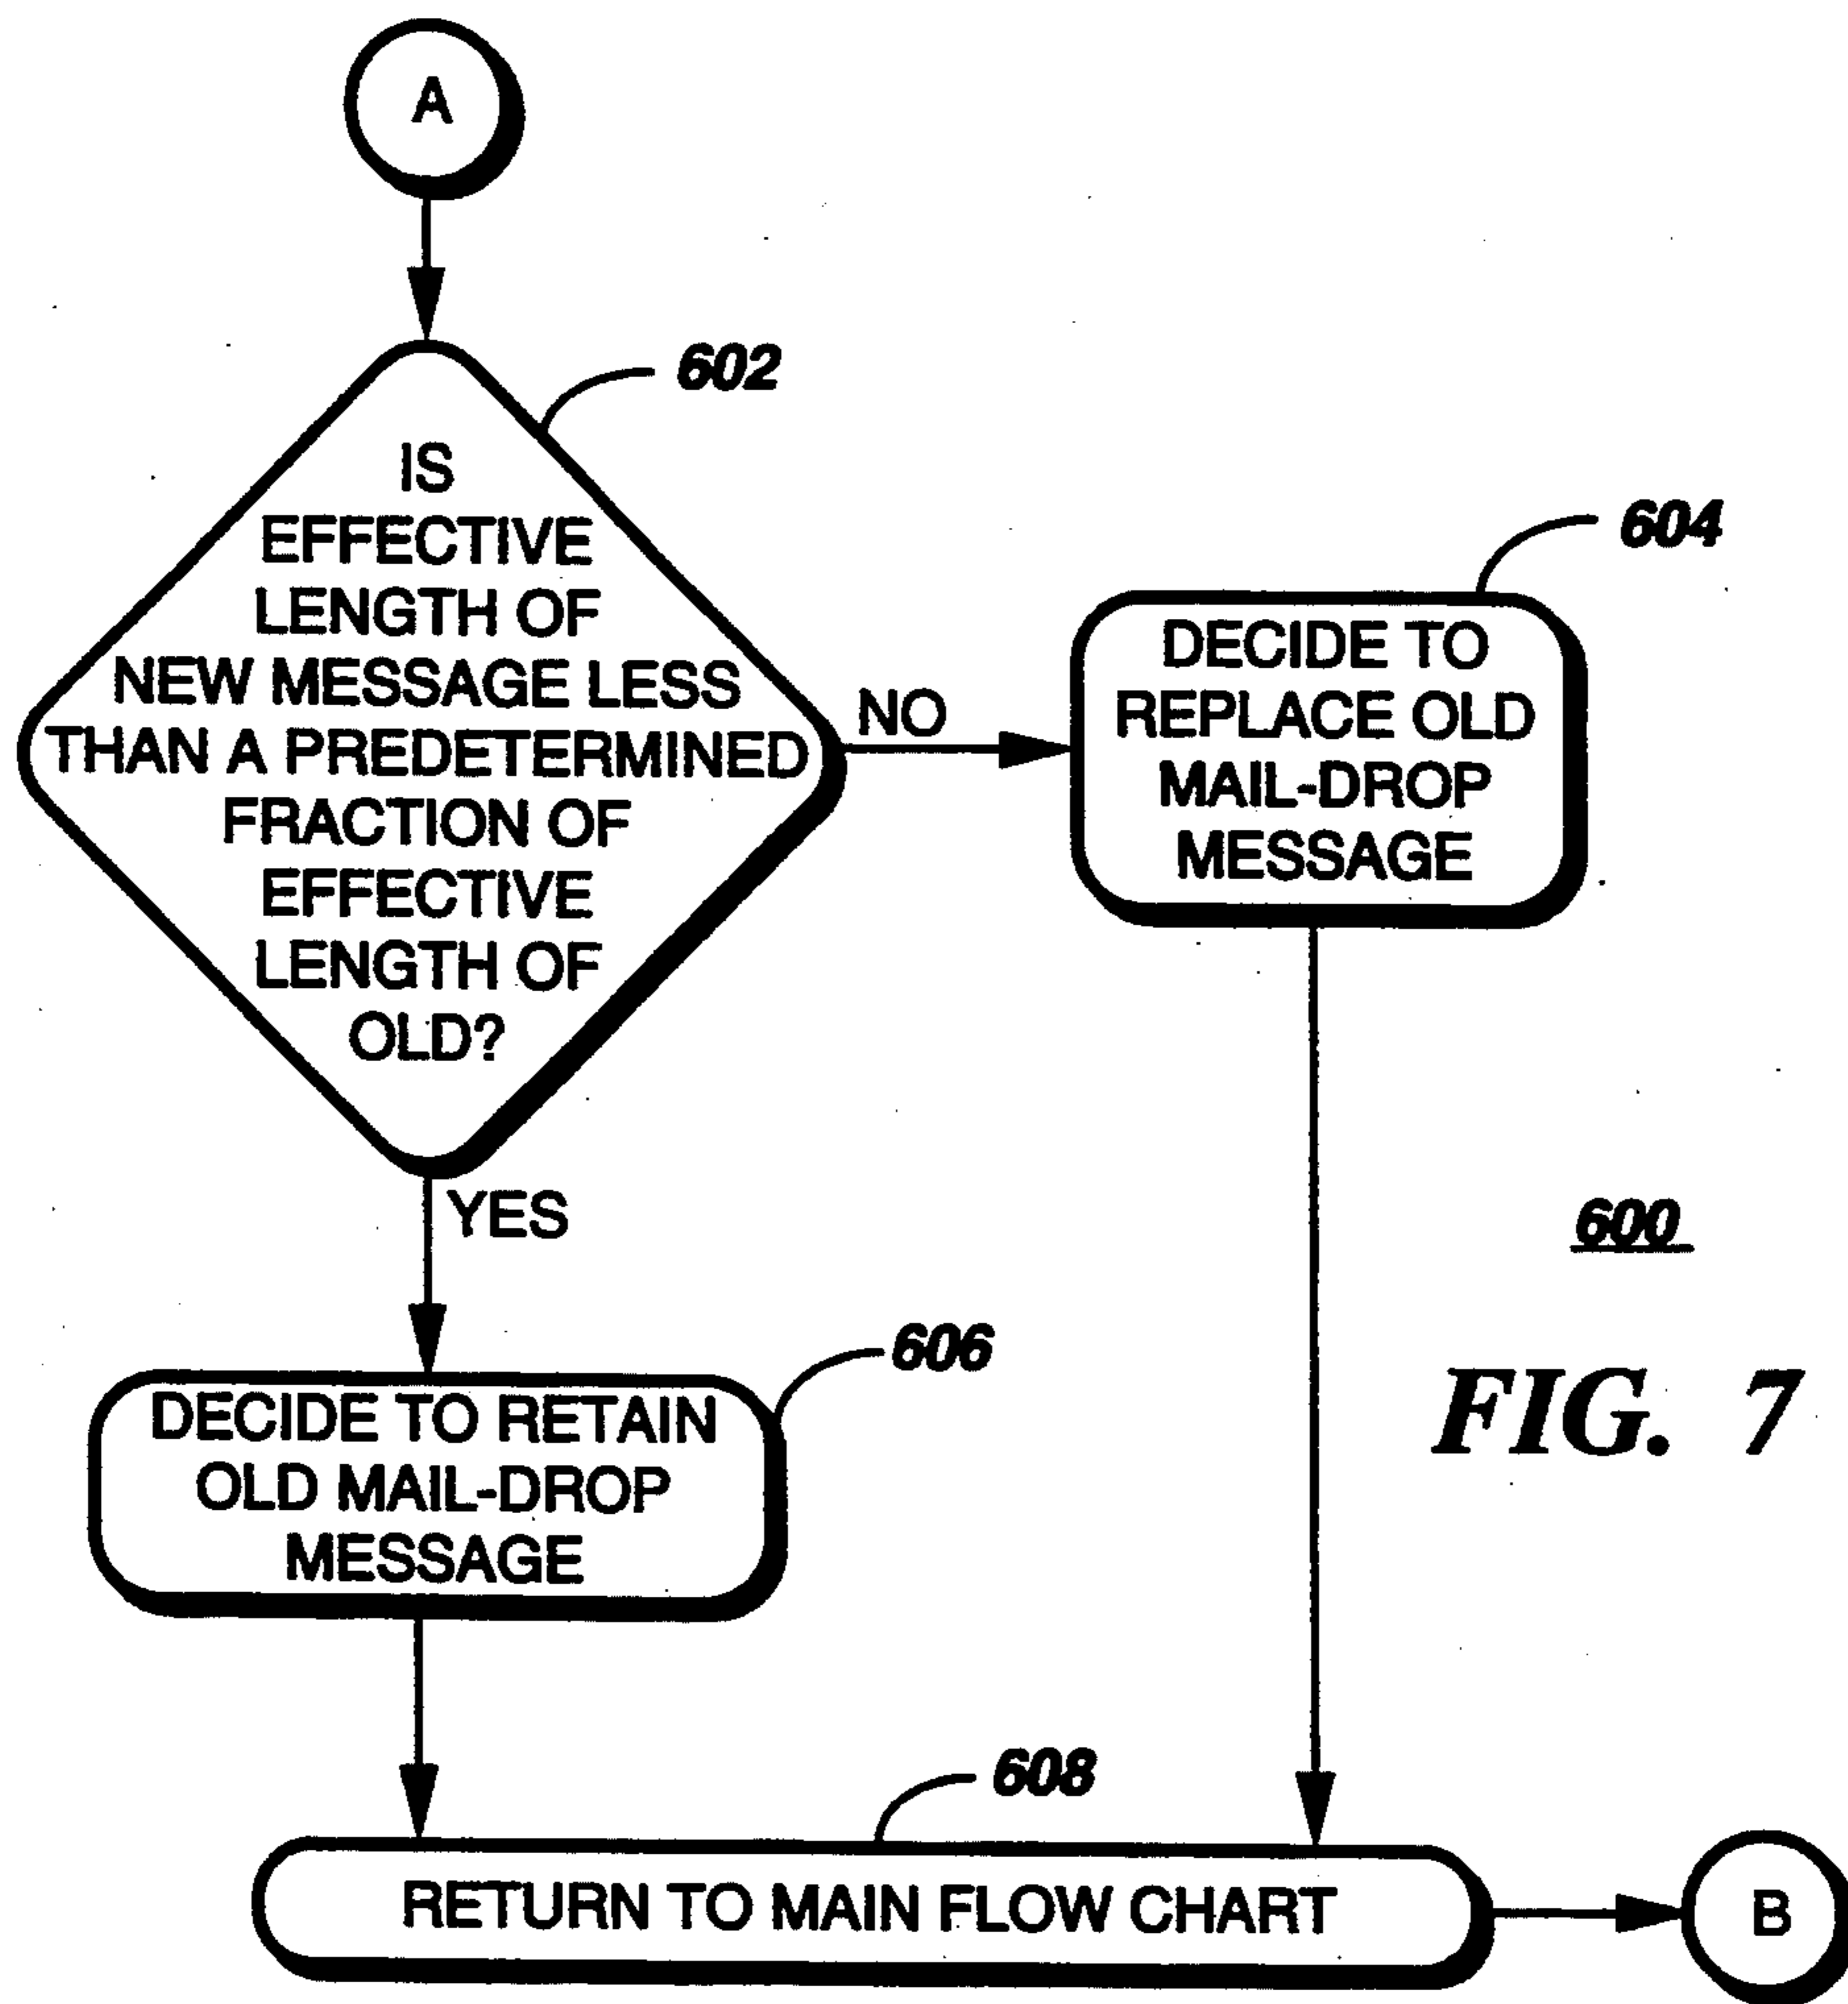 A
602
IS
EFFECTIVE
LENGTH OF
NEW MESSAGE LESS
THAN A PREDETERMINED
FRACTION OF
EFFECTIVE
LENGTH OF
OLD?
NO
604
DECIDE TO
REPLACE OLD
MAIL-DROP
MESSAGE
YES
600
606
DECIDE TO RETAIN
OLD MAIL-DROP
MESSAGE
FIG. 7
608
RETURN TO MAIN FLOW CHART
B